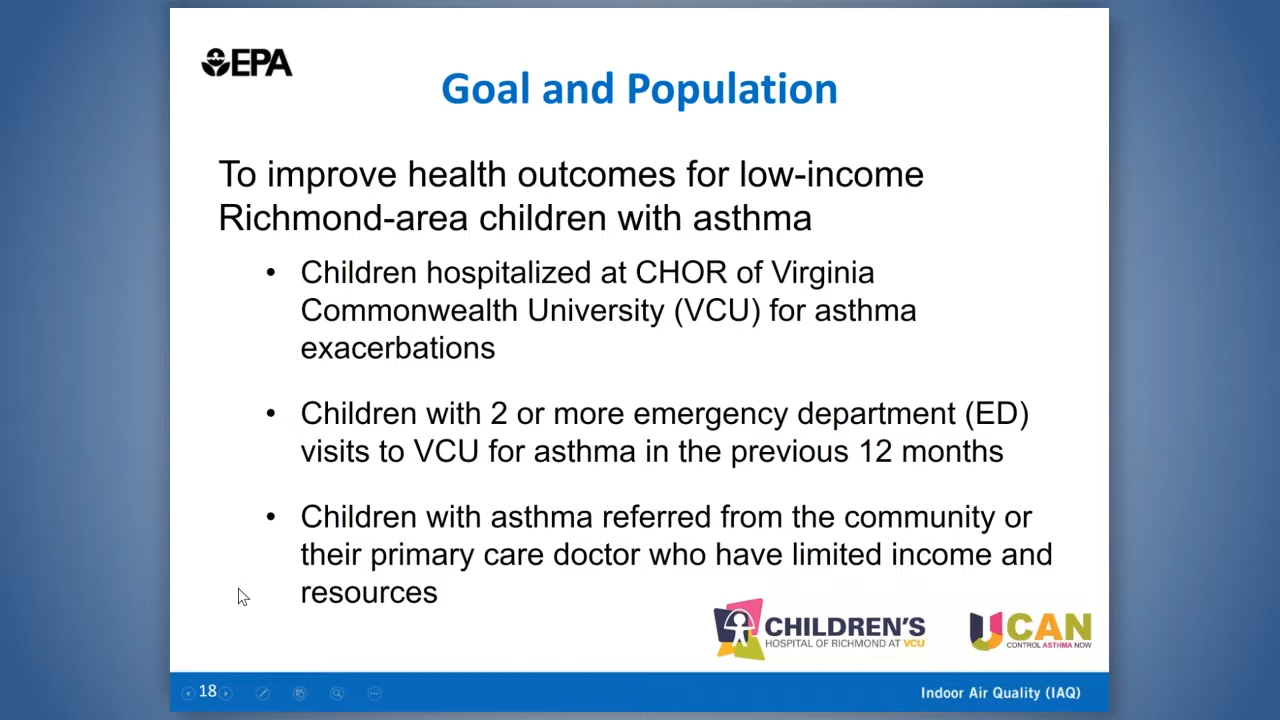 EPA
Goal and Population
To improve health outcomes for low-income
Richmond-area children with asthma
• Children hospitalized at CHOR of Virginia
Commonwealth University (VCU) for asthma
exacerbations
• Children with 2 or more emergency department (ED)
visits to VCU for asthma in the previous 12 months
• Children with asthma referred from the community or
their primary care doctor who have limited income and
resources
CHILDREN'S
HOSPITAL OF RICHMOND AT VCU
UCAN
CONTROL ASTHMA NOW
18
Indoor Air Quality (IAQ)